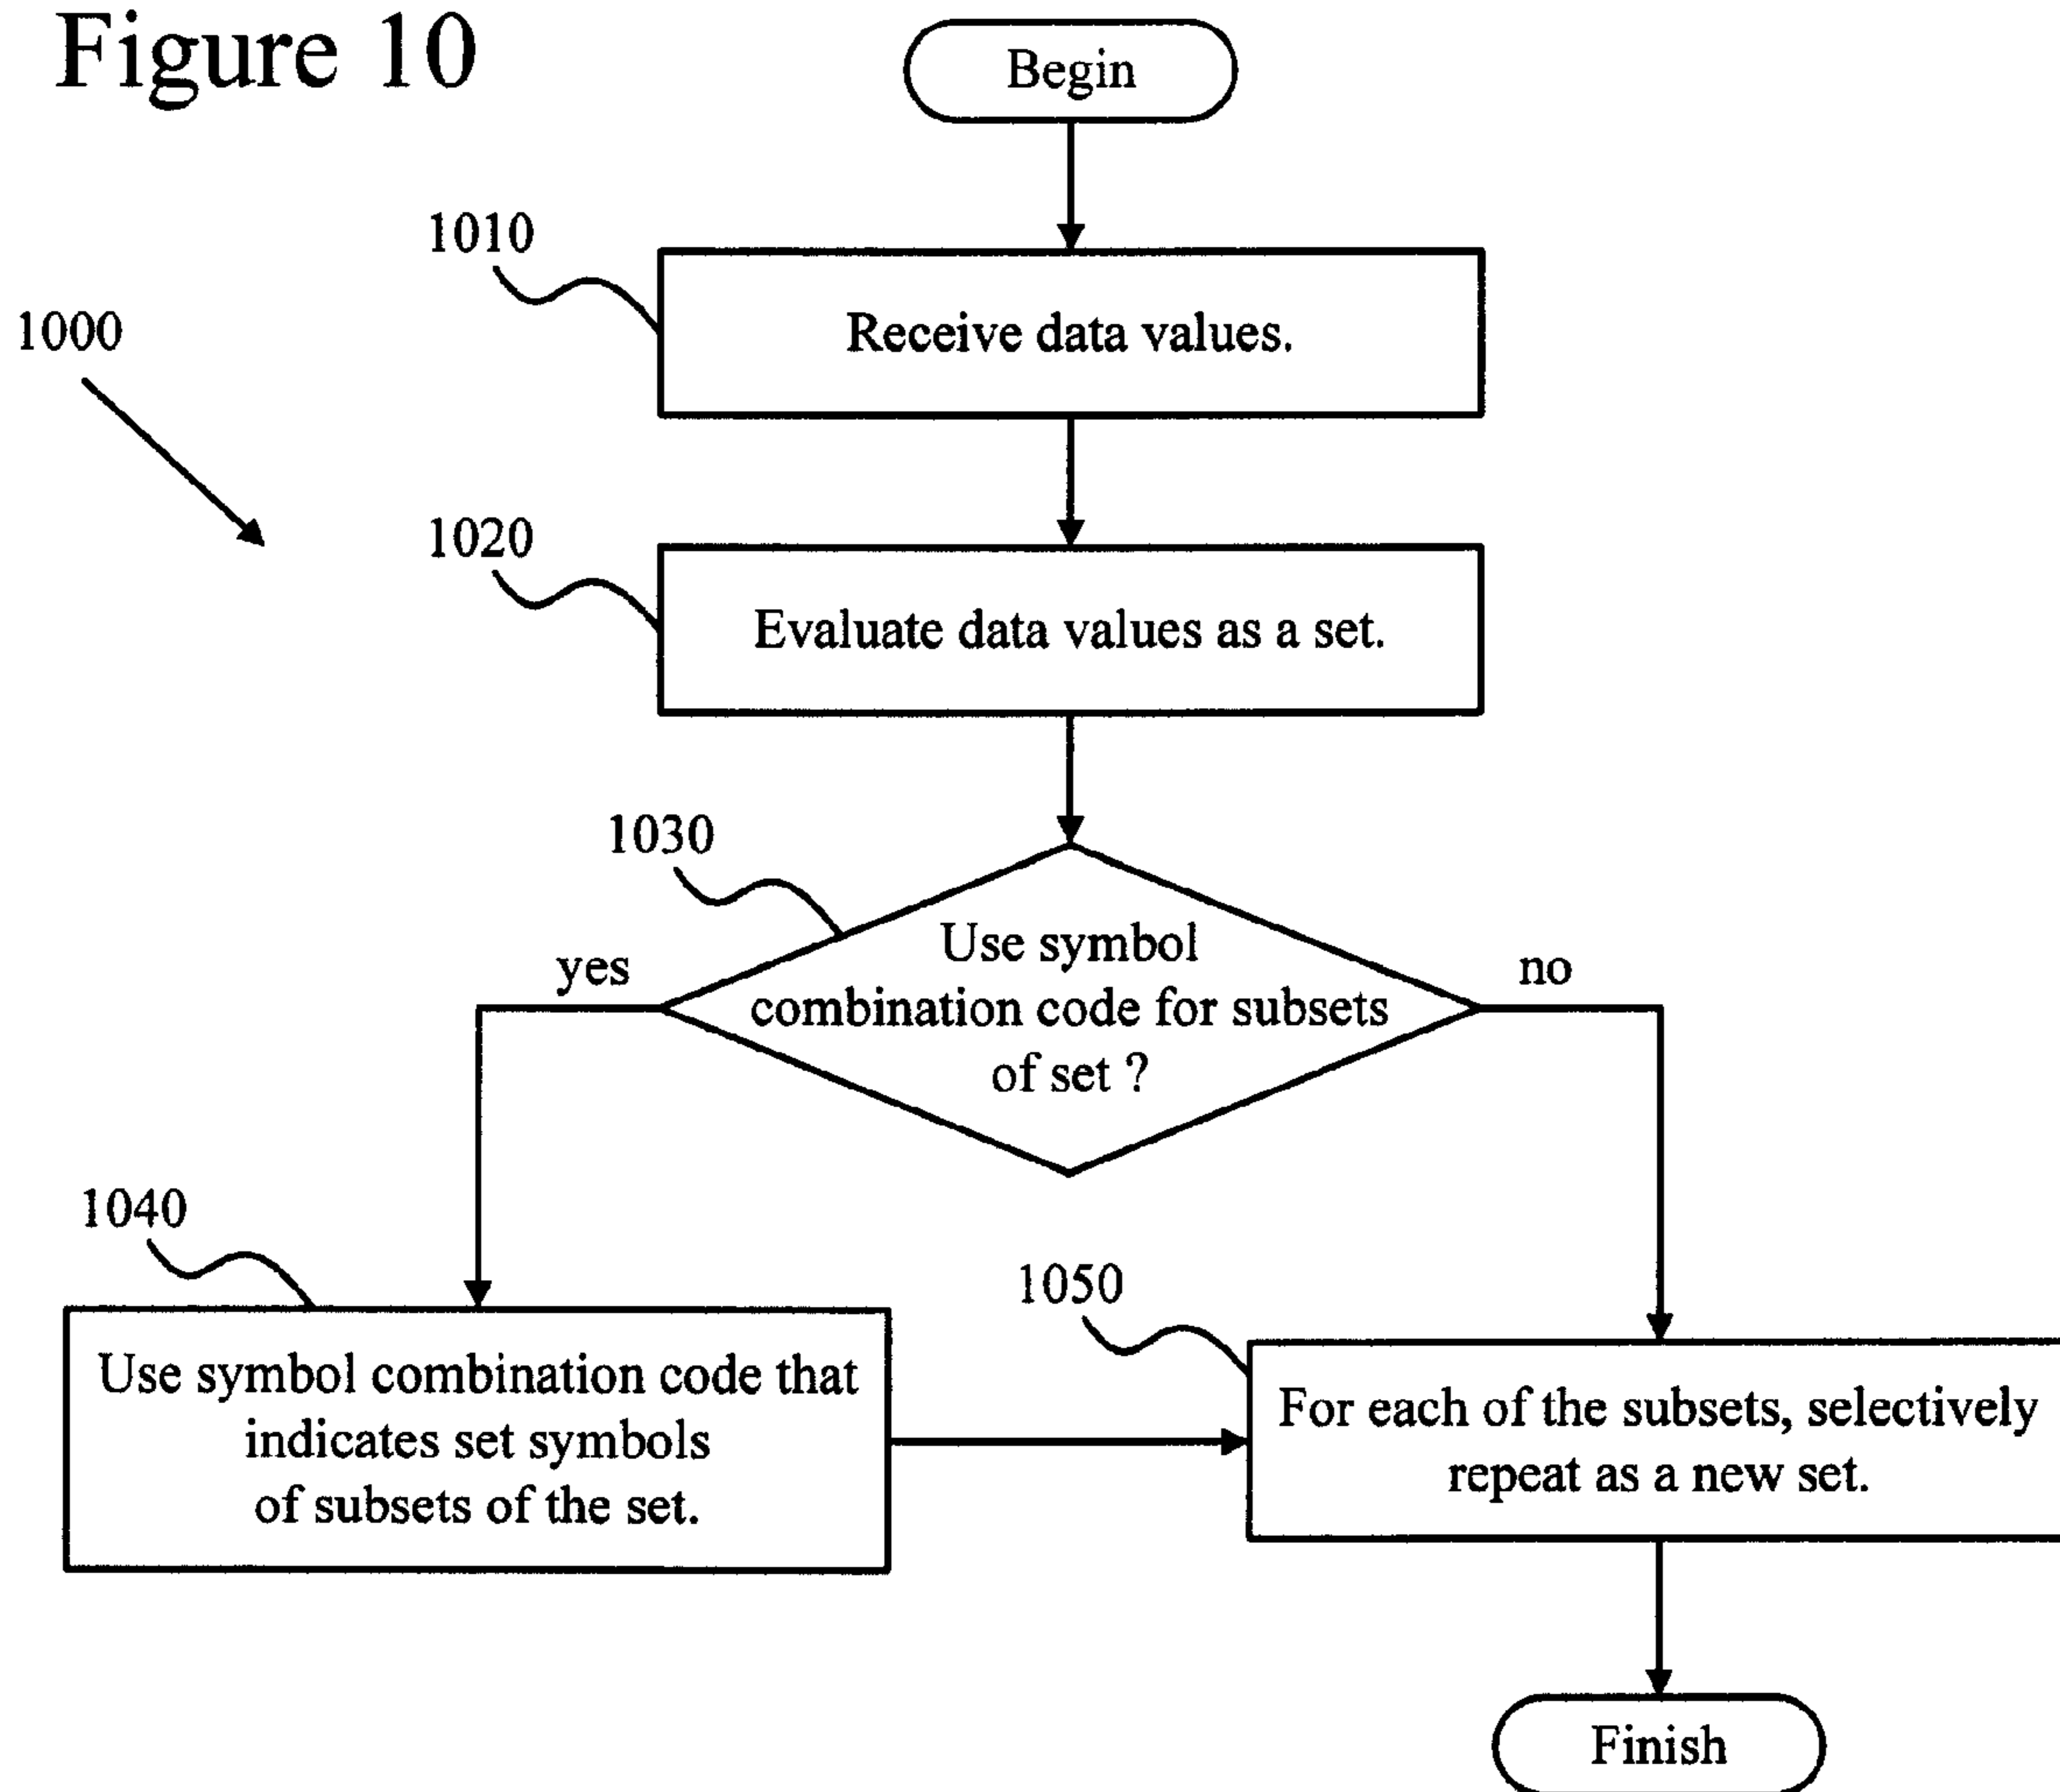 Figure 10
Begin
1010
Receive data values.
1000
1020
Evaluate data values as a set.
1030
Use symbol
combination code for subsets
of set ?
yes
no
1040
Use symbol combination code that
indicates set symbols
of subsets of the set.
1050
For each of the subsets, selectively
repeat as a new set.
Finish